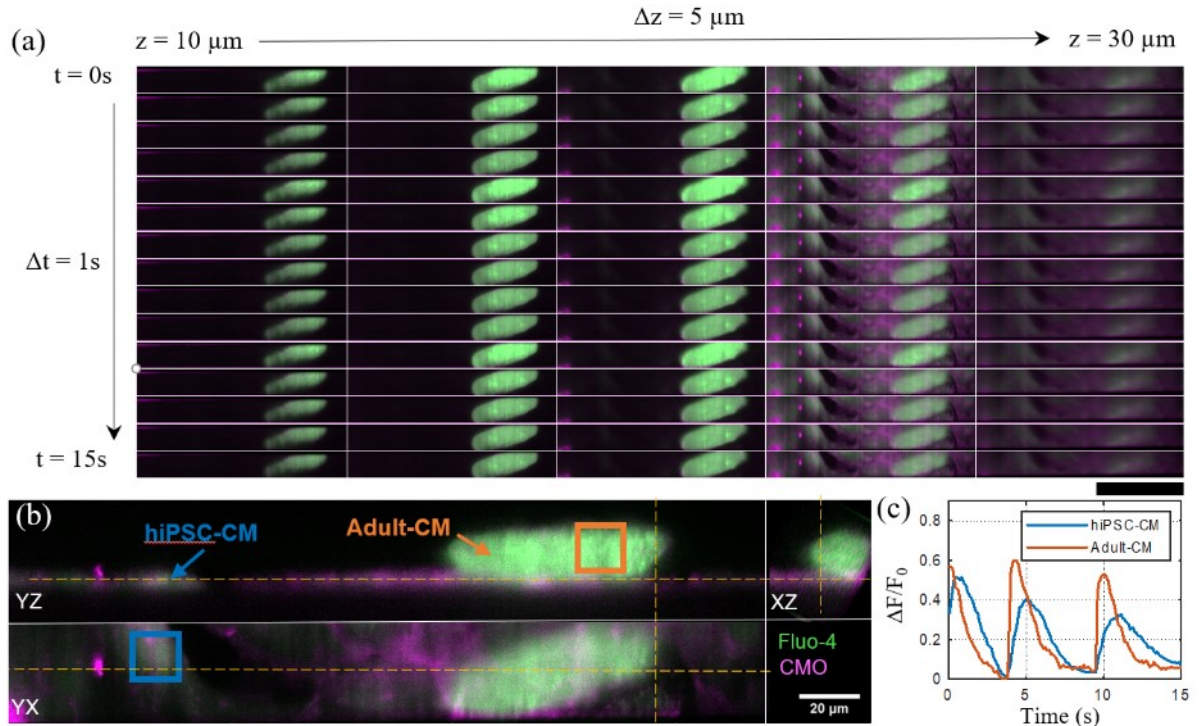 (a)
Δz = 5 µm
z = 10 µm
z = 30 µm
t = 0s
Δt = 1s
t = 15s
(b)
hiPSC-CM
Adult-CM
YZ
XZ
YX
Fluo-4
CMO
20 µm
(c)
hiPSC-CM
Adult-CM
ΔF/F₀
0.8
0.6
0.4
0.2
0
0
5
10
15
Time (s)